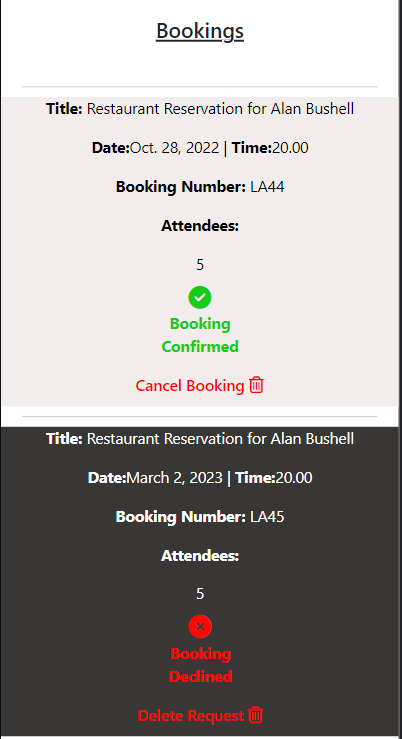 Bookings
Title: Restaurant Reservation for Alan Bushell
Date:Oct. 28, 2022 | Time:20.00
Booking Number: LA44
Attendees:
5
Booking
Confirmed
Cancel Booking
Title: Restaurant Reservation for Alan Bushell
Date:March 2, 2023 | Time:20.00
Booking Number: LA45
Attendees:
5
Booking
Declined
Delete Request